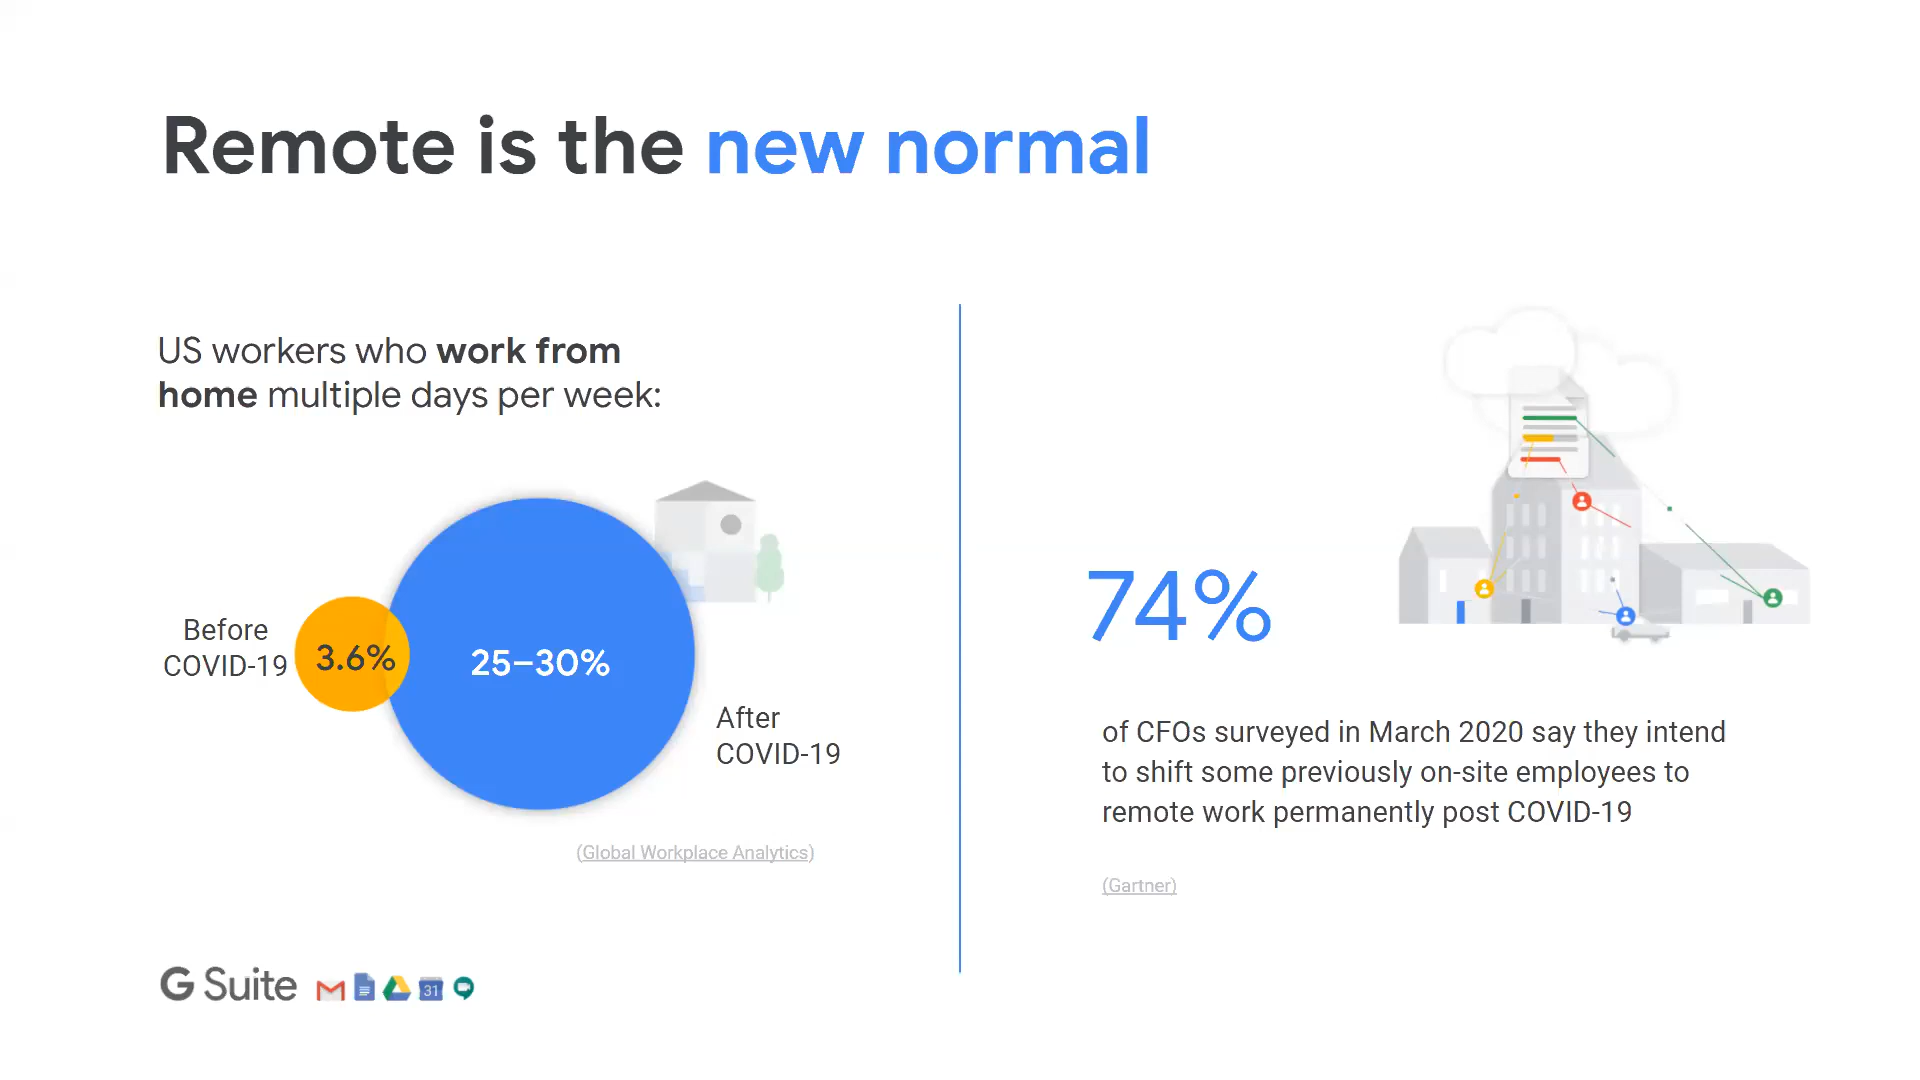 Remote is the new normal
US workers who work from
home multiple days per week:
Before
COVID-19
3.6%
25–30%
After
COVID-19
(Global Workplace Analytics)
74%
of CFOs surveyed in March 2020 say they intend
to shift some previously on-site employees to
remote work permanently post COVID-19
(Gartner)
G Suite
31